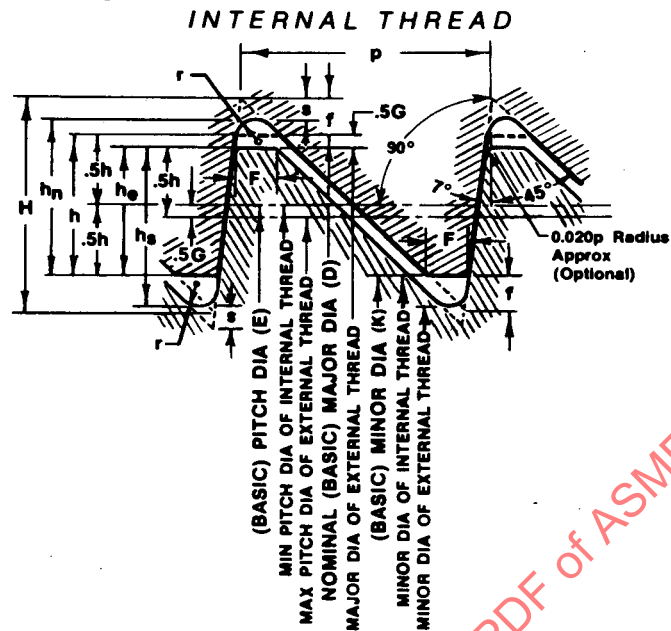 INTERNAL THREAD
p
r
s
f
.5G
90°
H
hn
h
.5h
he
.5h
F
7°
45°
.5h
hs
.5G
F
0.020p Radius
Approx
(Optional)
f
s
r
(BASIC) PITCH DIA (E)
MIN PITCH DIA OF INTERNAL THREAD
MAX PITCH DIA OF EXTERNAL THREAD
NOMINAL (BASIC) MAJOR DIA (D)
MAJOR DIA OF EXTERNAL THREAD
(BASIC) MINOR DIA (K)
MINOR DIA OF INTERNAL THREAD
MINOR DIA OF EXTERNAL THREAD
PDF of ASME